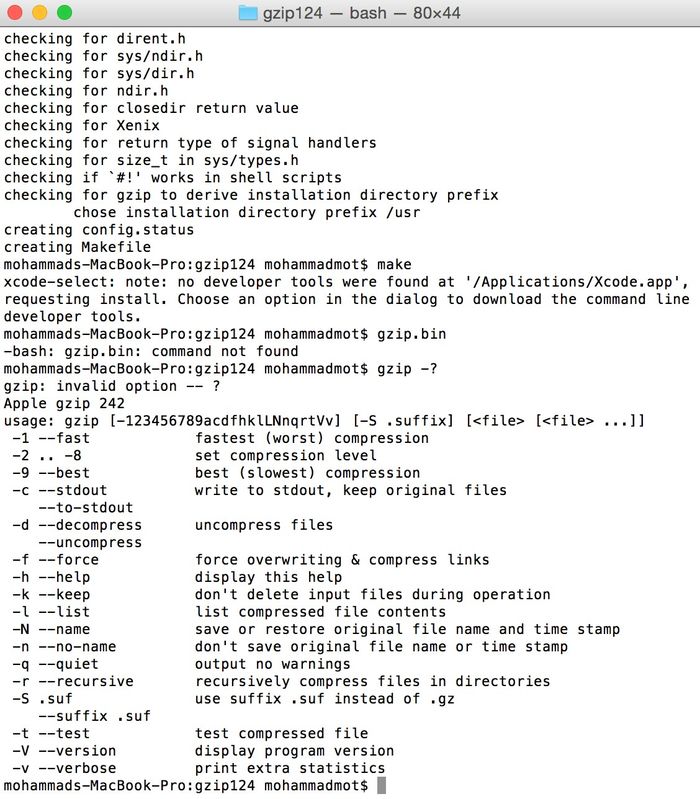 gzip124 — bash — 80×44
checking for dirent.h
checking for sys/ndir.h
checking for sys/dir.h
checking for ndir.h
checking for closedir return value
checking for Xenix
checking for return type of signal handlers
checking for size_t in sys/types.h
checking if `#!' works in shell scripts
checking for gzip to derive installation directory prefix
        chose installation directory prefix /usr
creating config.status
creating Makefile
mohammads-MacBook-Pro:gzip124 mohammadmot$ make
xcode-select: note: no developer tools were found at '/Applications/Xcode.app',
requesting install. Choose an option in the dialog to download the command line
developer tools.
mohammads-MacBook-Pro:gzip124 mohammadmot$ gzip.bin
-bash: gzip.bin: command not found
mohammads-MacBook-Pro:gzip124 mohammadmot$ gzip -?
gzip: invalid option -- ?
Apple gzip 242
usage: gzip [-123456789acdfhklLNnqrtVv] [-S .suffix] [<file> [<file> ...]]
 -1 --fast            fastest (worst) compression
 -2 .. -8             set compression level
 -9 --best            best (slowest) compression
 -c --stdout          write to stdout, keep original files
    --to-stdout
 -d --decompress      uncompress files
    --uncompress
 -f --force           force overwriting & compress links
 -h --help            display this help
 -k --keep            don't delete input files during operation
 -l --list            list compressed file contents
 -N --name            save or restore original file name and time stamp
 -n --no-name         don't save original file name or time stamp
 -q --quiet           output no warnings
 -r --recursive       recursively compress files in directories
 -S .suf              use suffix .suf instead of .gz
    --suffix .suf
 -t --test            test compressed file
 -V --version         display program version
 -v --verbose         print extra statistics
mohammads-MacBook-Pro:gzip124 mohammadmot$